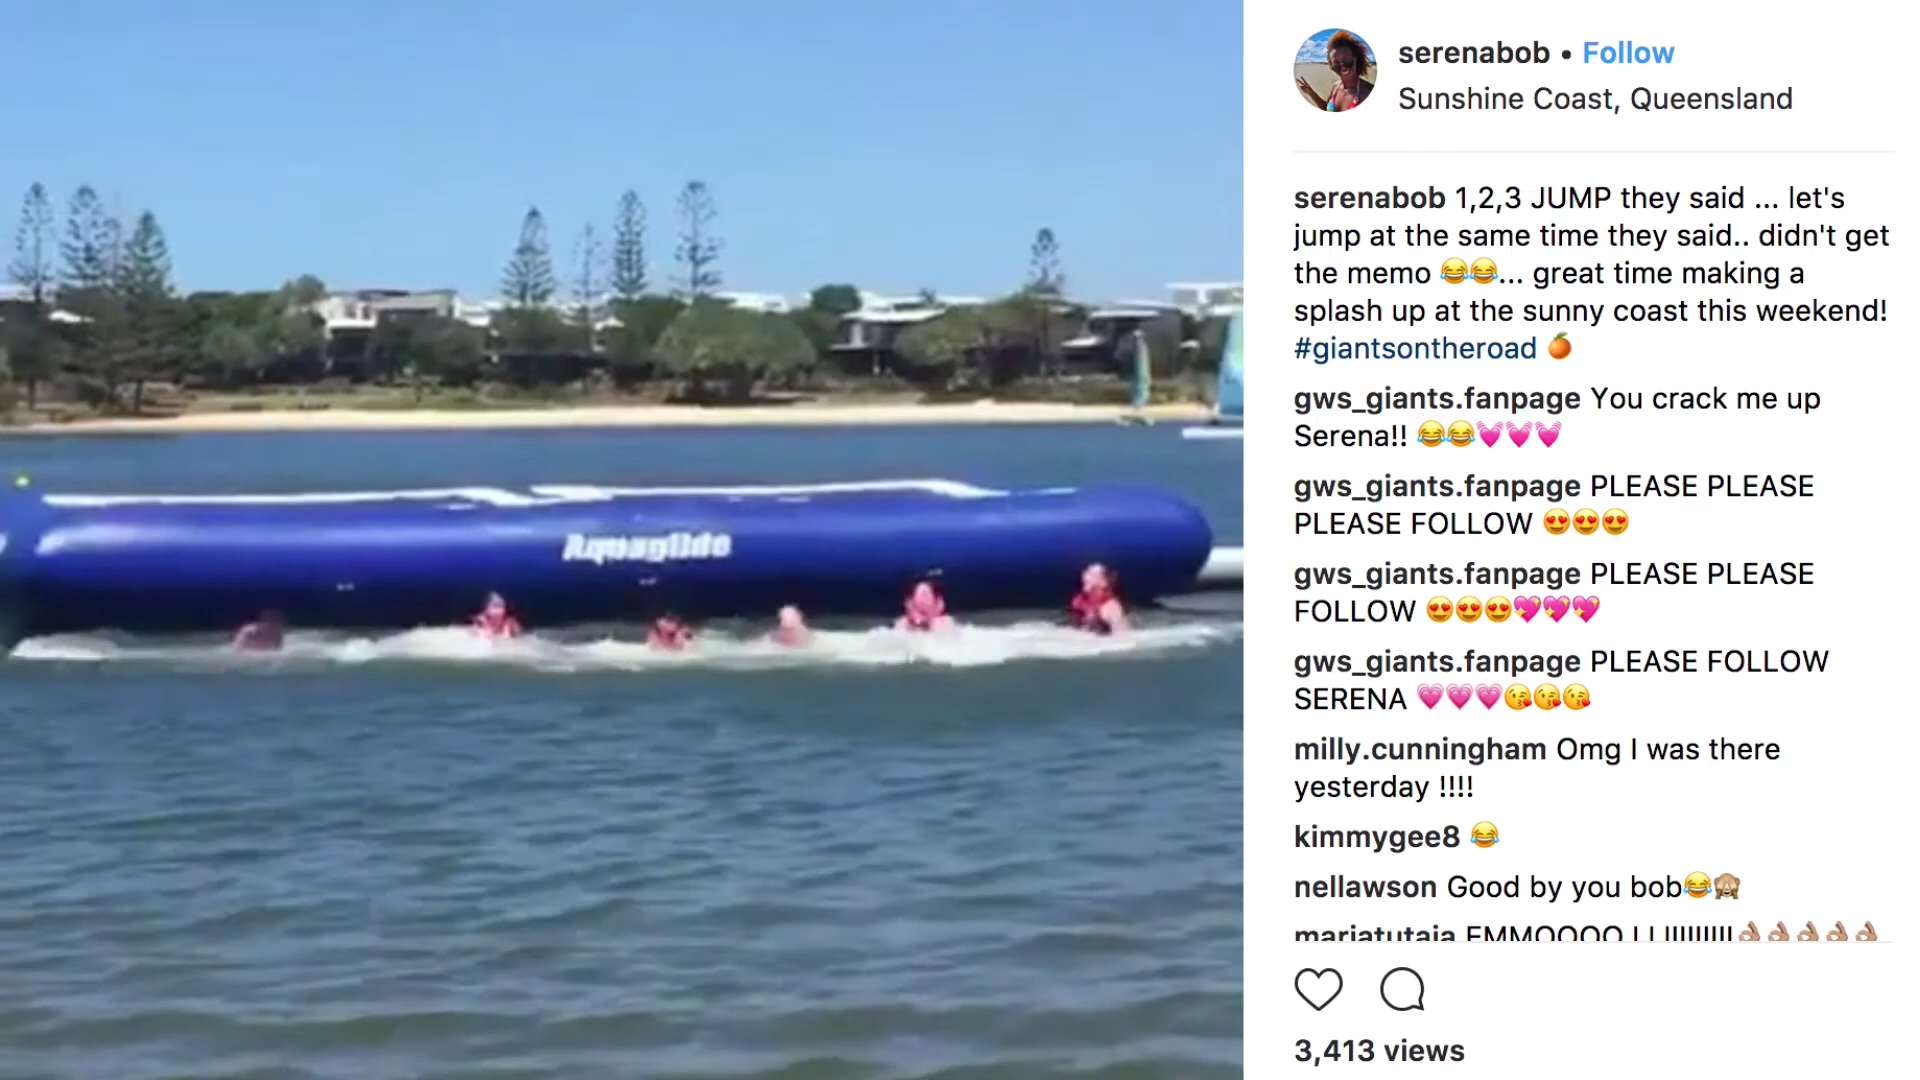 serenabob • Follow
Sunshine Coast, Queensland
serenabob 1,2,3 JUMP they said ... let's
jump at the same time they said.. didn't get
the memo 😂😂... great time making a
splash up at the sunny coast this weekend!
#giantsontheroad 🍊
gws_giants.fanpage You crack me up
Serena!! 😂😂💓💓💓
gws_giants.fanpage PLEASE PLEASE
PLEASE FOLLOW 😍😍😍
gws_giants.fanpage PLEASE PLEASE
FOLLOW 😍😍😍💖💖💖
gws_giants.fanpage PLEASE FOLLOW
SERENA 💗💗💗😘😘😘
milly.cunningham Omg I was there
yesterday !!!!
kimmygee8 😂
nellawson Good by you bob😂🙈
mariatutaia
3,413 views
Aquaglide